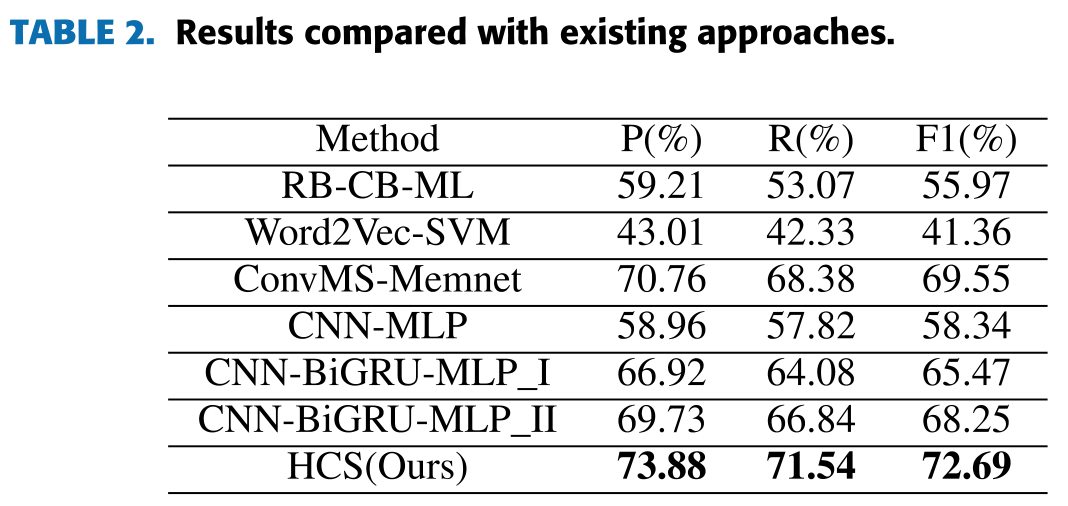 TABLE 2. Results compared with existing approaches.
Method P(%) R(%) F1(%)
RB-CB-ML 59.21 53.07 55.97
Word2Vec-SVM 43.01 42.33 41.36
ConvMS-Memnet 70.76 68.38 69.55
CNN-MLP 58.96 57.82 58.34
CNN-BiGRU-MLP_I 66.92 64.08 65.47
CNN-BiGRU-MLP_II 69.73 66.84 68.25
HCS(Ours) 73.88 71.54 72.69